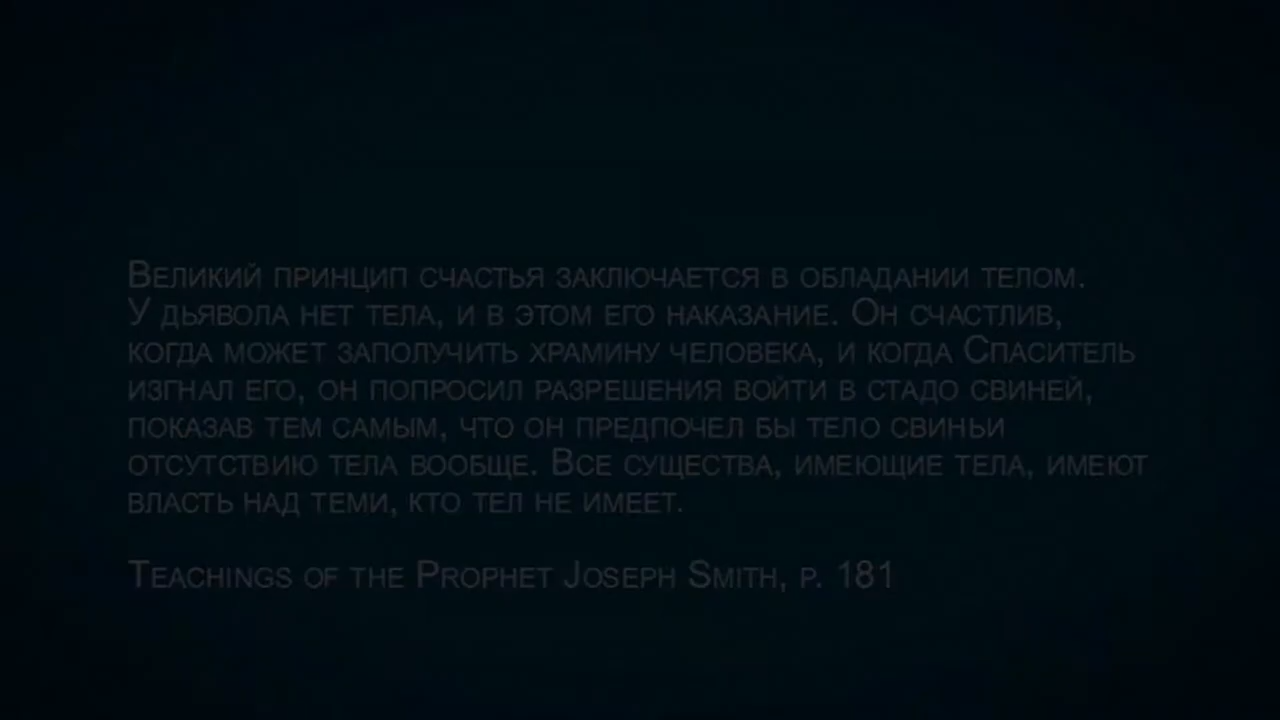 Великий принцип счастья заключается в обладании телом.
У дьявола нет тела, и в этом его наказание. Он счастлив,
когда может заполучить храмину человека, и когда Спаситель
изгнал его, он попросил разрешения войти в стадо свиней,
показав тем самым, что он предпочел бы тело свиньи
отсутствию тела вообще. Все существа, имеющие тела, имеют
власть над теми, кто тел не имеет.
Teachings of the Prophet Joseph Smith, p. 181